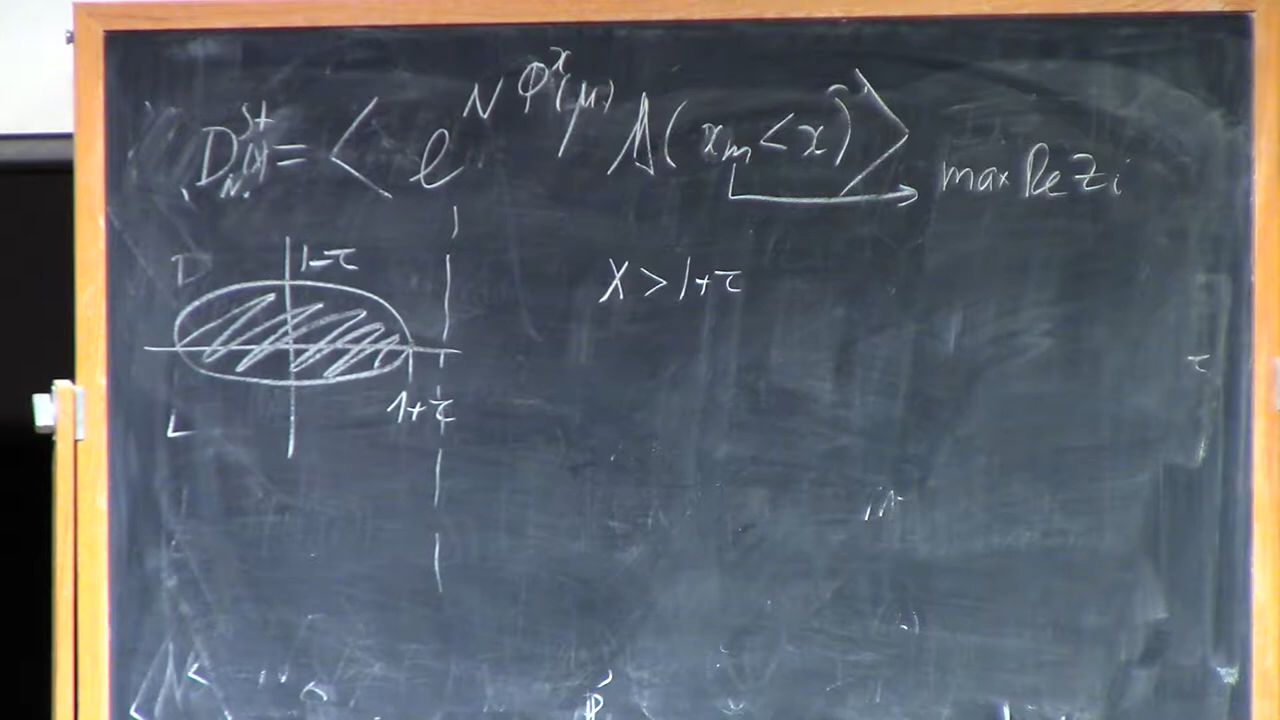 D_N^{st}(x) = ⟨ e^{N Φ^x(μ)} 𝟙(x_m < x) ⟩
max Re z_i
1-τ
x > 1+τ
1+τ